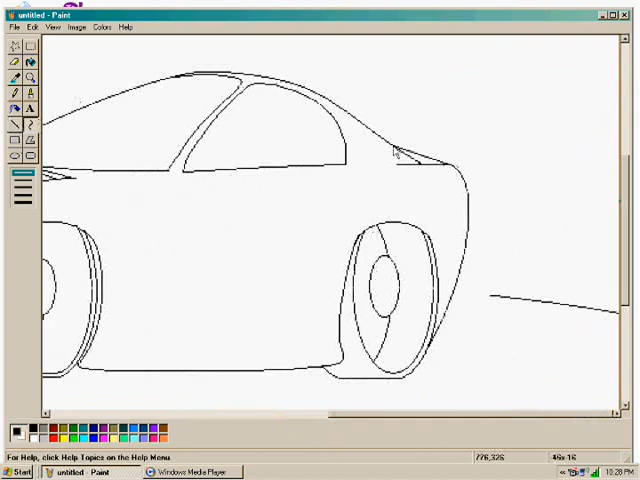 untitled - Paint
File Edit View Image Colors Help
A
For Help, click Help Topics on the Help Menu.
776,326
Start
untitled - Paint
Windows Media Player
«
10:28 PM